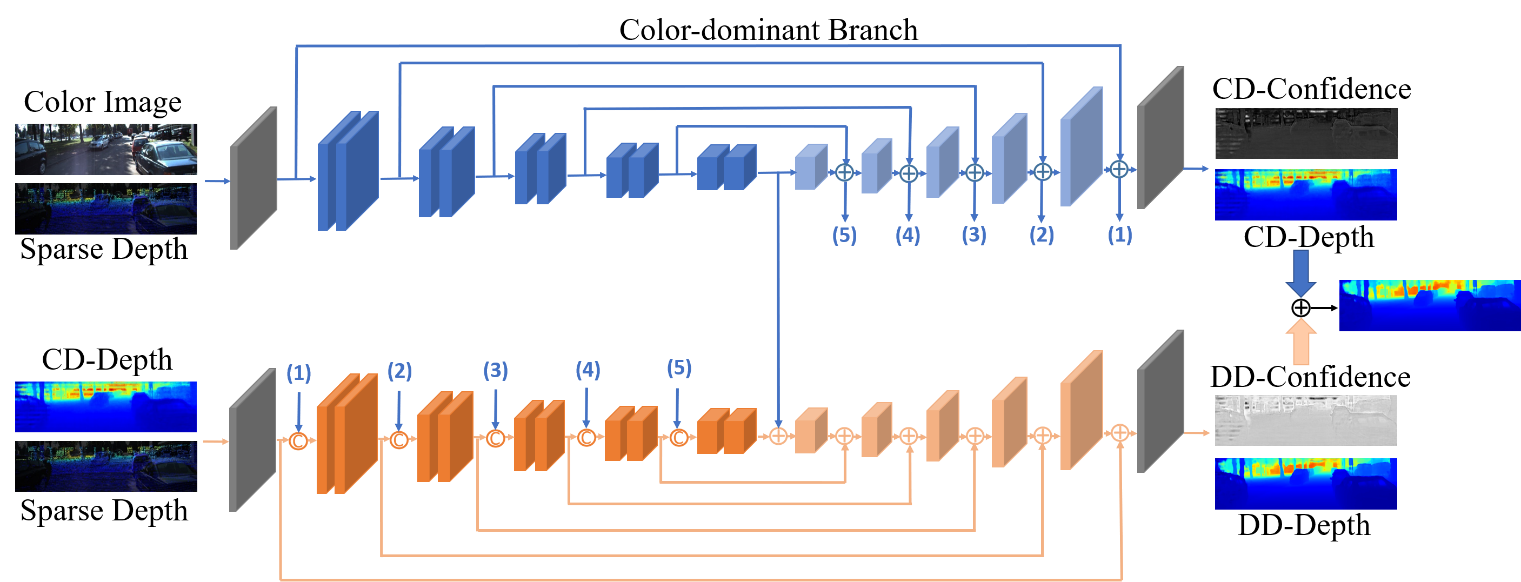 Color-dominant Branch
Color Image
Sparse Depth
CD-Confidence
CD-Depth
(5) (4) (3) (2) (1)
CD-Depth
Sparse Depth
(1) (2) (3) (4) (5)
C C C C C
DD-Confidence
DD-Depth